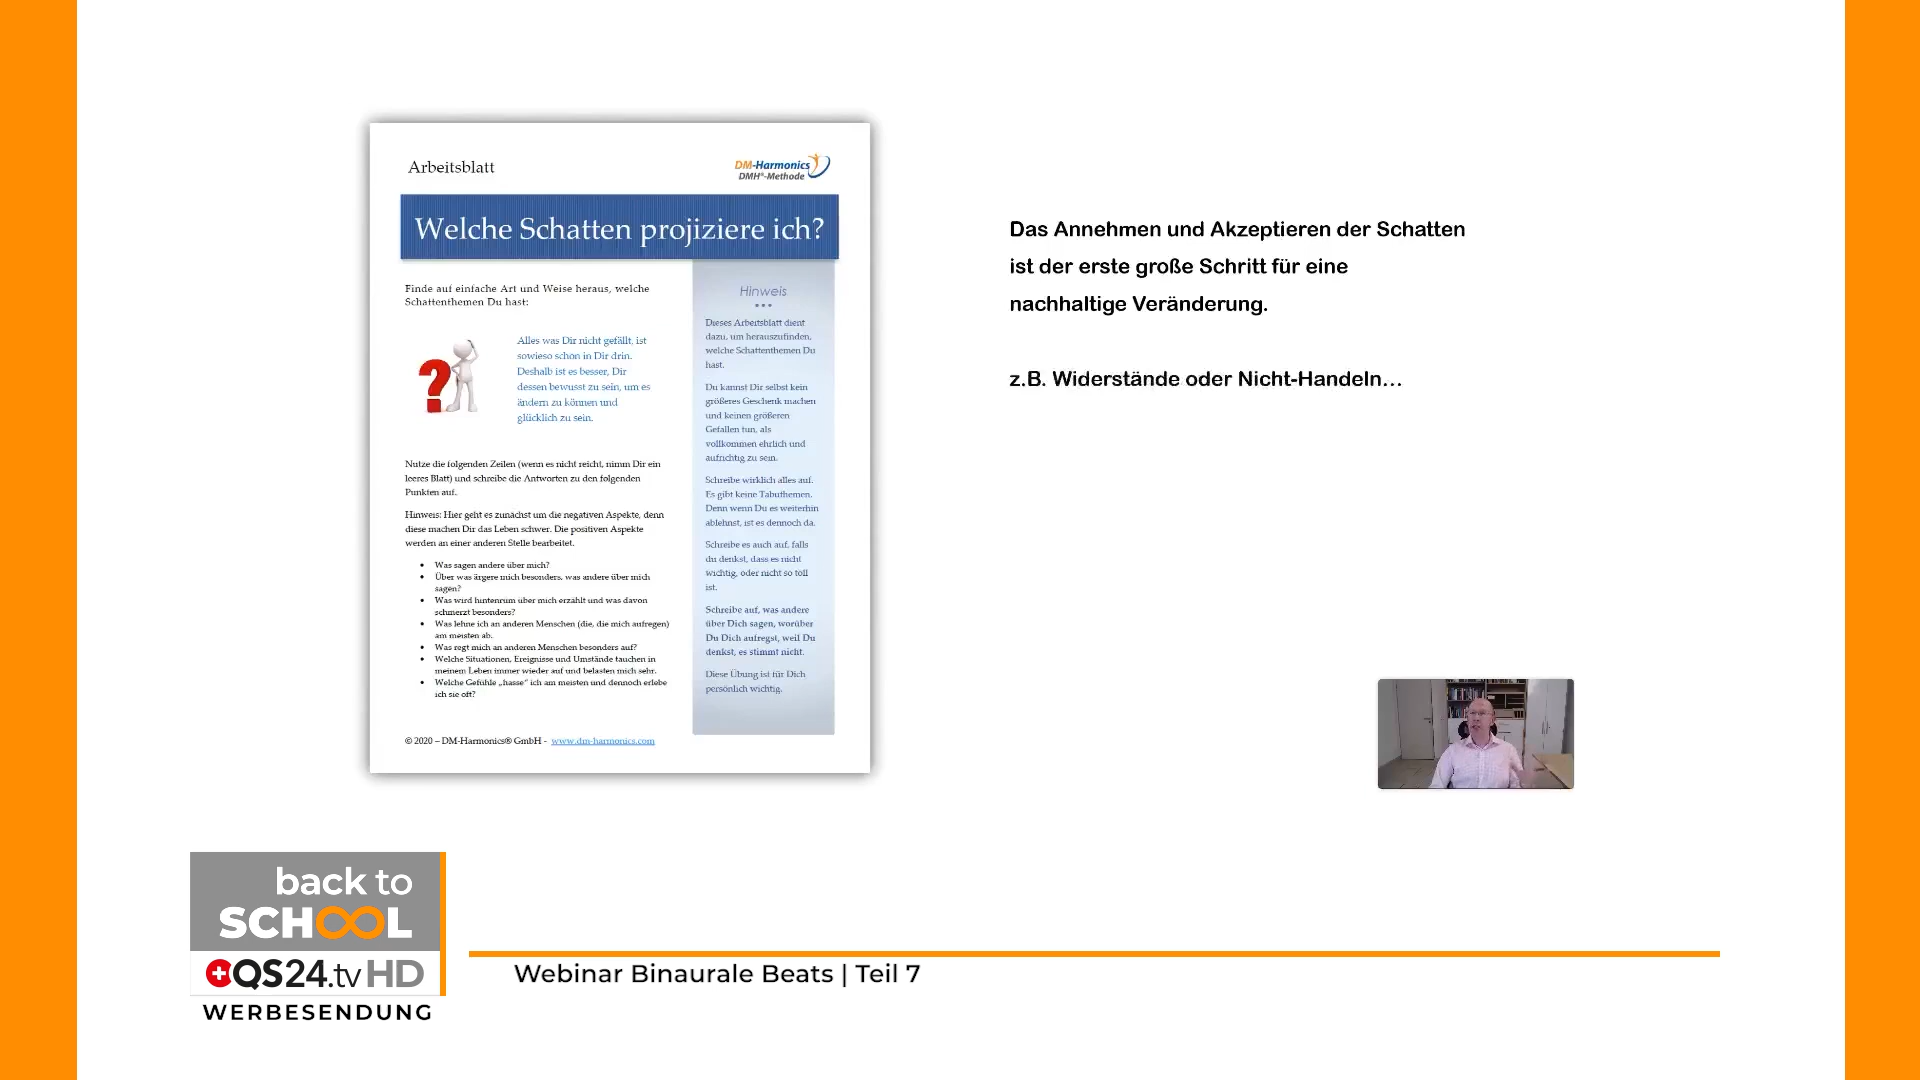 Arbeitsblatt
DM-Harmonics
DMH®-Methode
Welche Schatten projiziere ich?
Finde auf einfache Art und Weise heraus, welche
Schattenthemen Du hast:
Alles was Dir nicht gefällt, ist
sowieso schon in Dir drin.
Deshalb ist es besser, Dir
dessen bewusst zu sein, um es
ändern zu können und
glücklich zu sein.
Nutze die folgenden Zeilen (wenn es nicht reicht, nimm Dir ein
leeres Blatt) und schreibe die Antworten zu den folgenden
Punkten auf.
Hinweis: Hier geht es zunächst um die negativen Aspekte, denn
diese machen Dir das Leben schwer. Die positiven Aspekte
werden an einer anderen Stelle bearbeitet.
• Was sagen andere über mich?
• Über was ärgere mich besonders, was andere über mich
sagen?
• Was wird hintenrum über mich erzählt und was davon
schmerzt besonders?
• Was lehne ich an anderen Menschen (die, die mich aufregen)
am meisten ab.
• Was regt mich an anderen Menschen besonders auf?
• Welche Situationen, Ereignisse und Umstände tauchen in
meinem Leben immer wieder auf und belasten mich sehr.
• Welche Gefühle „hasse“ ich am meisten und dennoch erlebe
ich sie oft?
Hinweis
•••
Dieses Arbeitsblatt dient
dazu, um herauszufinden,
welche Schattenthemen Du
hast.
Du kannst Dir selbst kein
größeres Geschenk machen
und keinen größeren
Gefallen tun, als
vollkommen ehrlich und
aufrichtig zu sein.
Schreibe wirklich alles auf.
Es gibt keine Tabuthemen.
Denn wenn Du es weiterhin
ablehnst, ist es dennoch da.
Schreibe es auch auf, falls
du denkst, dass es nicht
wichtig, oder nicht so toll
ist.
Schreibe auf, was andere
über Dich sagen, worüber
Du Dich aufregst, weil Du
denkst, es stimmt nicht.
Diese Übung ist für Dich
persönlich wichtig.
© 2020 – DM-Harmonics® GmbH - www.dm-harmonics.com
Das Annehmen und Akzeptieren der Schatten
ist der erste große Schritt für eine
nachhaltige Veränderung.
z.B. Widerstände oder Nicht-Handeln…
back to
SCHOOL
QS24.tv HD
WERBESENDUNG
Webinar Binaurale Beats | Teil 7